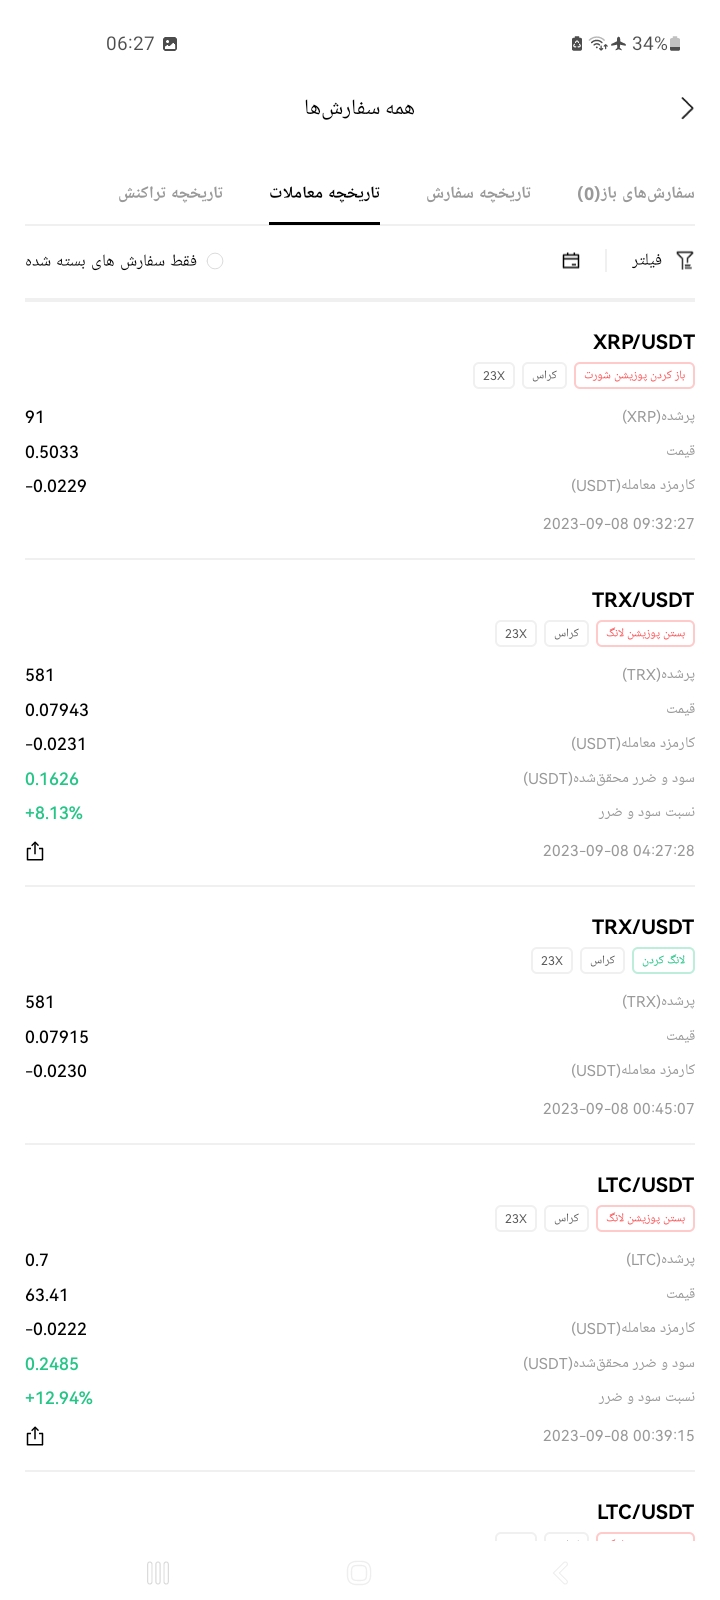 06:27
34%
همه سفارش‌ها
سفارش‌های باز(0) تاریخچه سفارش تاریخچه معاملات تاریخچه تراکنش
فیلتر فقط سفارش های بسته شده
XRP/USDT
باز کردن پوزیشن شورت کراس 23X
پرشده(XRP) 91
قیمت 0.5033
کارمزد معامله(USDT) -0.0229
2023-09-08 09:32:27
TRX/USDT
بستن پوزیشن لانگ کراس 23X
پرشده(TRX) 581
قیمت 0.07943
کارمزد معامله(USDT) -0.0231
سود و ضرر محقق‌شده(USDT) 0.1626
نسبت سود و ضرر +8.13%
2023-09-08 04:27:28
TRX/USDT
لانگ کردن کراس 23X
پرشده(TRX) 581
قیمت 0.07915
کارمزد معامله(USDT) -0.0230
2023-09-08 00:45:07
LTC/USDT
بستن پوزیشن لانگ کراس 23X
پرشده(LTC) 0.7
قیمت 63.41
کارمزد معامله(USDT) -0.0222
سود و ضرر محقق‌شده(USDT) 0.2485
نسبت سود و ضرر +12.94%
2023-09-08 00:39:15
LTC/USDT